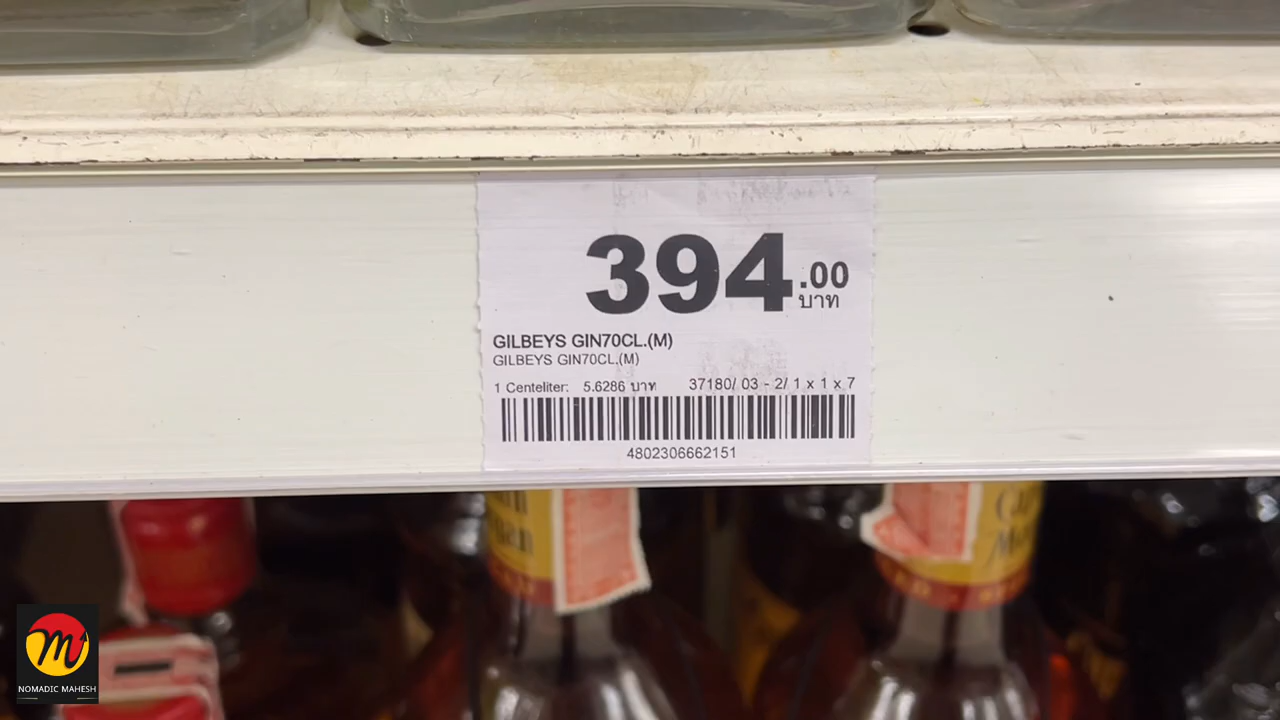 394.00
บาท
GILBEYS GIN70CL.(M)
GILBEYS GIN70CL.(M)
1 Centeliter: 5.6286 บาท 37180/ 03 - 2/ 1 x 1 x 7
4802306662151
NOMADIC MAHESH